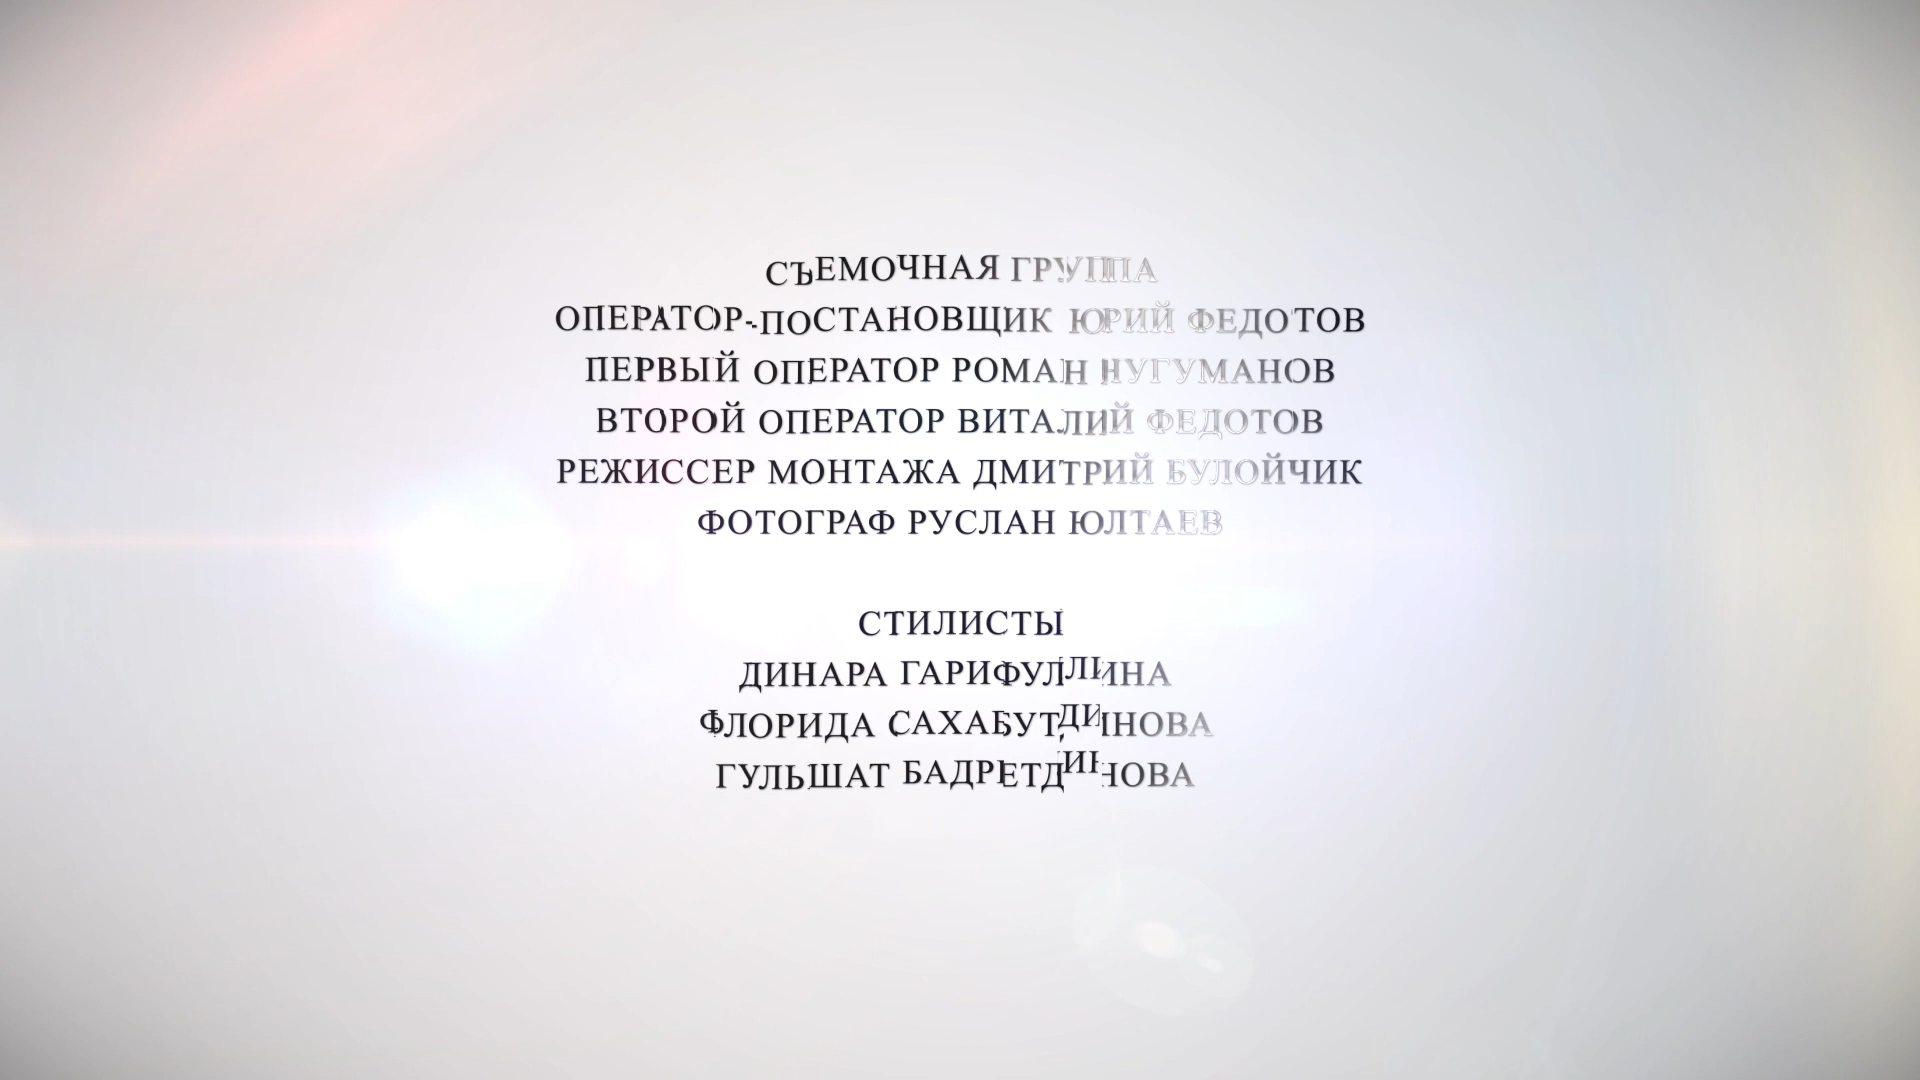 СЪЕМОЧНАЯ ГРУППА
ОПЕРАТОР-ПОСТАНОВЩИК ЮРИЙ ФЕДОТОВ
ПЕРВЫЙ ОПЕРАТОР РОМАН НУГУМАНОВ
ВТОРОЙ ОПЕРАТОР ВИТАЛИЙ ФЕДОТОВ
РЕЖИССЕР МОНТАЖА ДМИТРИЙ БУЛОЙЧИК
ФОТОГРАФ РУСЛАН ЮЛТАЕВ
СТИЛИСТЫ
ДИНАРА ГАРИФУЛЛИНА
ФЛОРИДА САХАБУТДИНОВА
ГУЛЬШАТ БАДРЕТДИНОВА